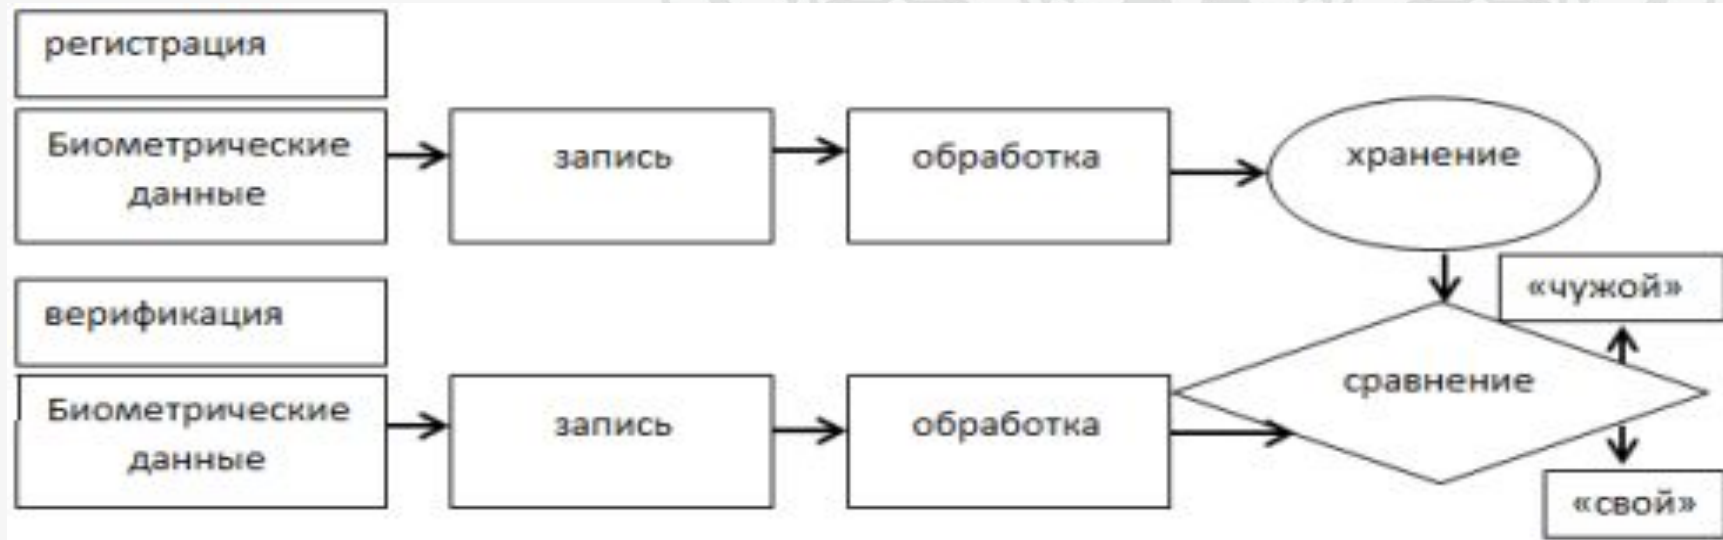 регистрация
Биометрические
данные
запись
обработка
хранение
«чужой»
верификация
Биометрические
данные
запись
обработка
сравнение
«свой»